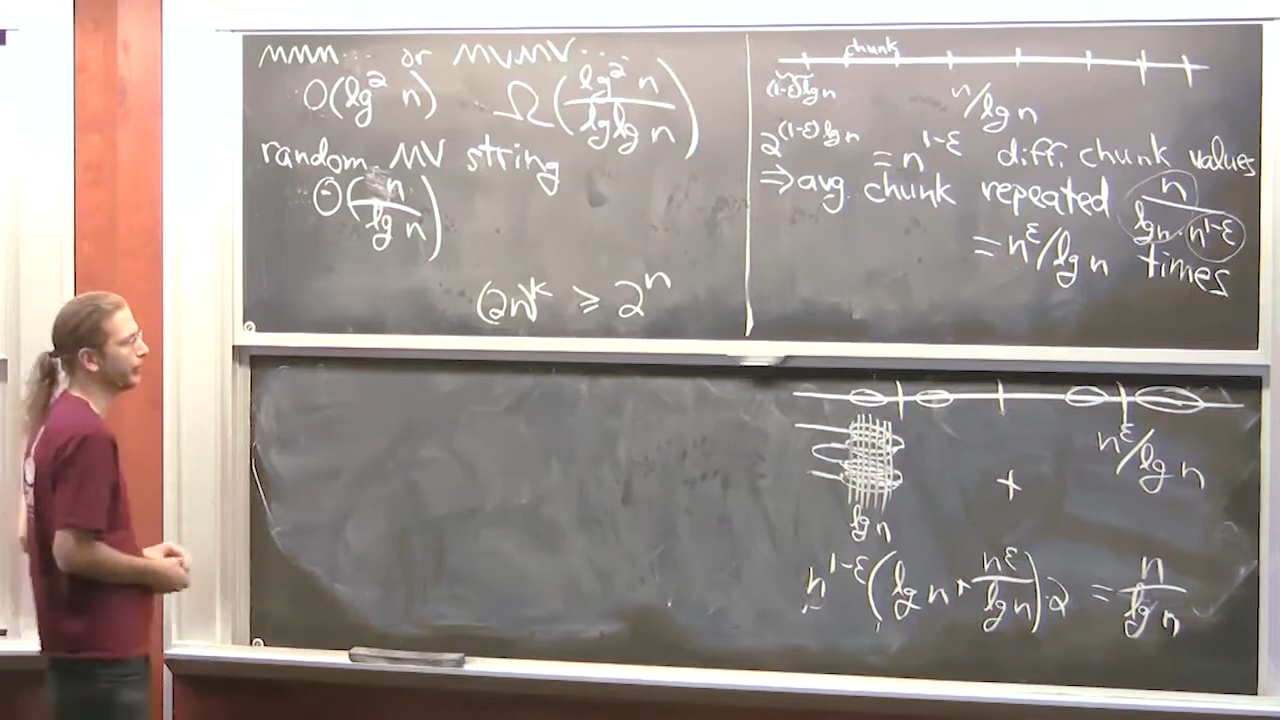 MMM... or MVMV...
O(lg² n) Ω(lg² n / lg lg n)
random MV string
Θ(n / lg n)
(2n)^k ≥ 2^n
chunk
(1-ε) lg n
n/lg n
2^((1-ε) lg n) = n^(1-ε) diff. chunk values
⇒ avg. chunk repeated n / (lg n · n^(1-ε))
= n^ε/lg n times
n^ε/lg n
+
lg n
n^(1-ε) (lg n + n^ε / lg n) · 2 = n / lg n